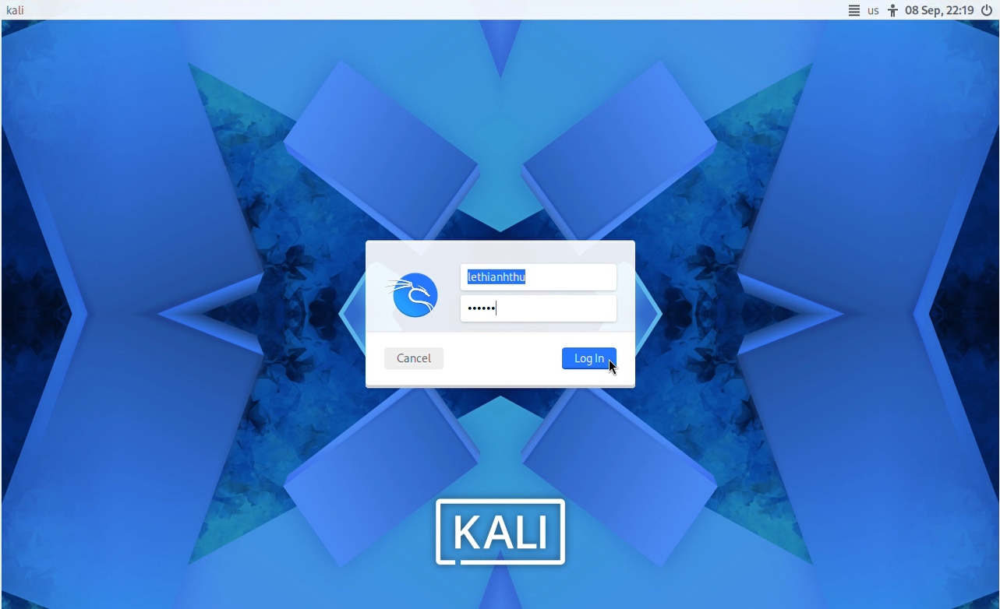 kali
us
08 Sep, 22:19
lethianhthu
••••••
Cancel
Log In
KALI